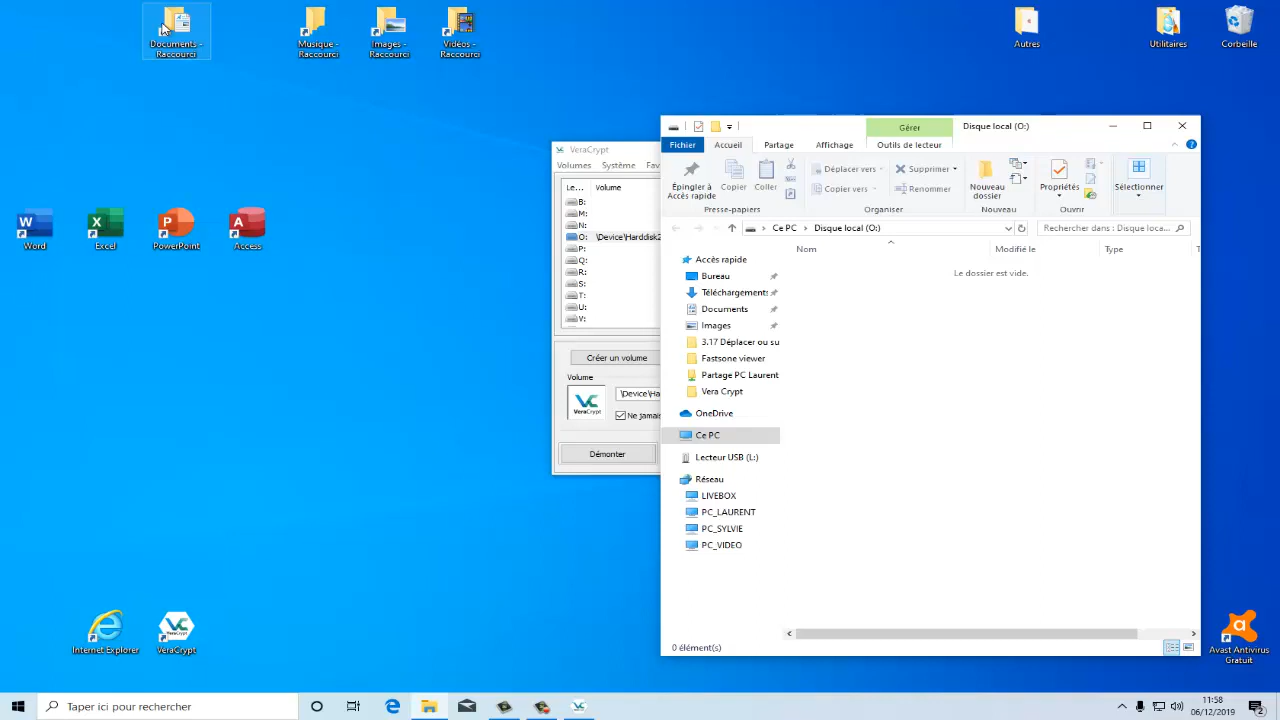 Documents -
Raccourci
Musique -
Raccourci
Images -
Raccourci
Vidéos -
Raccourci
Autres
Utilitaires
Corbeille
Word
Excel
PowerPoint
Access
VeraCrypt
Volumes Système Fav
Le... Volume
B:
M:
N:
O: \Device\Harddisk2
P:
Q:
R:
S:
T:
U:
V:
Créer un volume
Volume
VeraCrypt
\Device\Ha
Ne jamais
Démonter
Gérer
Disque local (O:)
Fichier Accueil Partage Affichage Outils de lecteur
Épingler à
Accès rapide
Copier
Coller
Déplacer vers
Copier vers
Supprimer
Renommer
Nouveau
dossier
Propriétés
Sélectionner
Presse-papiers
Organiser
Nouveau
Ouvrir
Ce PC > Disque local (O:)
Rechercher dans : Disque loca...
Nom
Modifié le
Type
T
Le dossier est vide.
Accès rapide
Bureau
Téléchargements
Documents
Images
3.17 Déplacer ou su
Fastsone viewer
Partage PC Laurent
Vera Crypt
OneDrive
Ce PC
Lecteur USB (L:)
Réseau
LIVEBOX
PC_LAURENT
PC_SYLVIE
PC_VIDEO
0 élément(s)
Internet Explorer
VeraCrypt
Avast Antivirus
Gratuit
Taper ici pour rechercher
11:58
06/12/2019
2